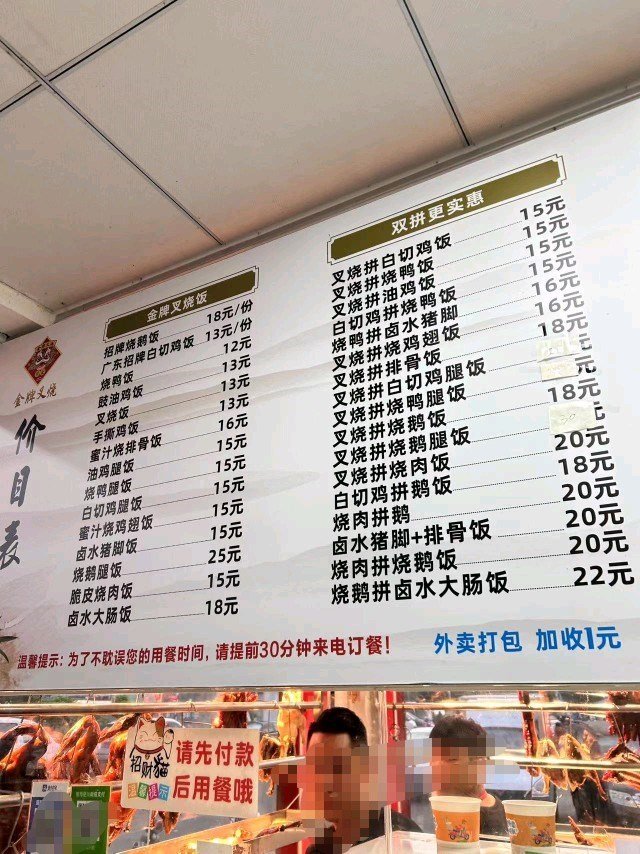 金牌叉烧
价目表
金牌叉烧饭
招牌烧鹅饭 18元/份
广东招牌白切鸡饭 13元/份
烧鸭饭 12元
豉油鸡饭 13元
叉烧饭 13元
手撕鸡饭 13元
蜜汁烧排骨饭 16元
油鸡腿饭 15元
烧鸭腿饭 15元
白切鸡腿饭 15元
蜜汁烧鸡翅饭 15元
卤水猪脚饭 15元
烧鹅腿饭 25元
脆皮烧肉饭 15元
卤水大肠饭 18元
双拼更实惠
叉烧拼白切鸡饭 15元
叉烧拼烧鸭饭 15元
叉烧拼油鸡饭 15元
白切鸡拼烧鸭饭 15元
烧鸭拼卤水猪脚 16元
叉烧拼烧鸡翅饭 16元
叉烧拼排骨饭 18元
叉烧拼白切鸡腿饭
叉烧拼烧鸭腿饭
叉烧拼烧鹅饭 18元
叉烧拼烧鹅腿饭
叉烧拼烧肉饭 20元
白切鸡拼鹅饭 18元
烧肉拼鹅 20元
卤水猪脚+排骨饭 20元
烧肉拼烧鹅饭 20元
烧鹅拼卤水大肠饭 22元
温馨提示：为了不耽误您的用餐时间，请提前30分钟来电订餐！
外卖打包 加收1元
招财猫
温馨提示
请先付款
后用餐哦